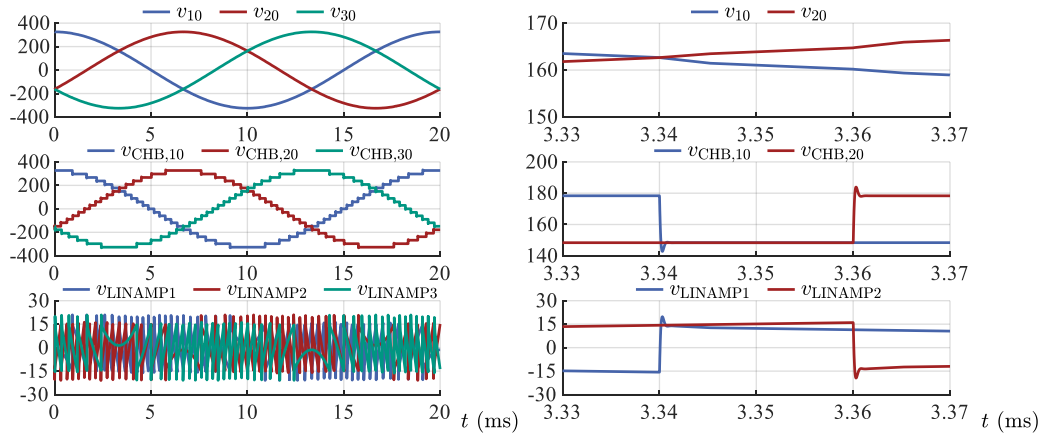 v10 v20 v30
400
200
0
-200
-400
0 5 10 15 20
vCHB,10 vCHB,20 vCHB,30
400
200
0
-200
-400
0 5 10 15 20
vLINAMP1 vLINAMP2 vLINAMP3
30
15
0
-15
-30
0 5 10 15 20
t (ms)
v10 v20
170
160
150
3.33 3.34 3.35 3.36 3.37
vCHB,10 vCHB,20
200
180
160
140
3.33 3.34 3.35 3.36 3.37
vLINAMP1 vLINAMP2
30
15
0
-15
-30
3.33 3.34 3.35 3.36 3.37
t (ms)